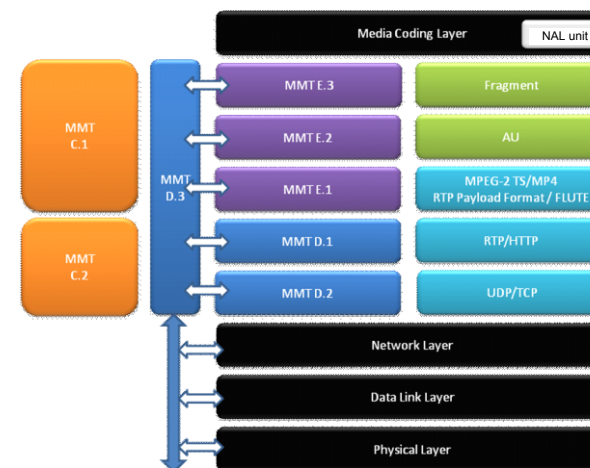 Media Coding Layer
NAL unit
MMT
C.1
MMT
D.3
MMT E.3
Fragment
MMT E.2
AU
MMT E.1
MPEG-2 TS/MP4
RTP Payload Format / FLUTE
MMT
C.2
MMT D.1
RTP/HTTP
MMT D.2
UDP/TCP
Network Layer
Data Link Layer
Physical Layer